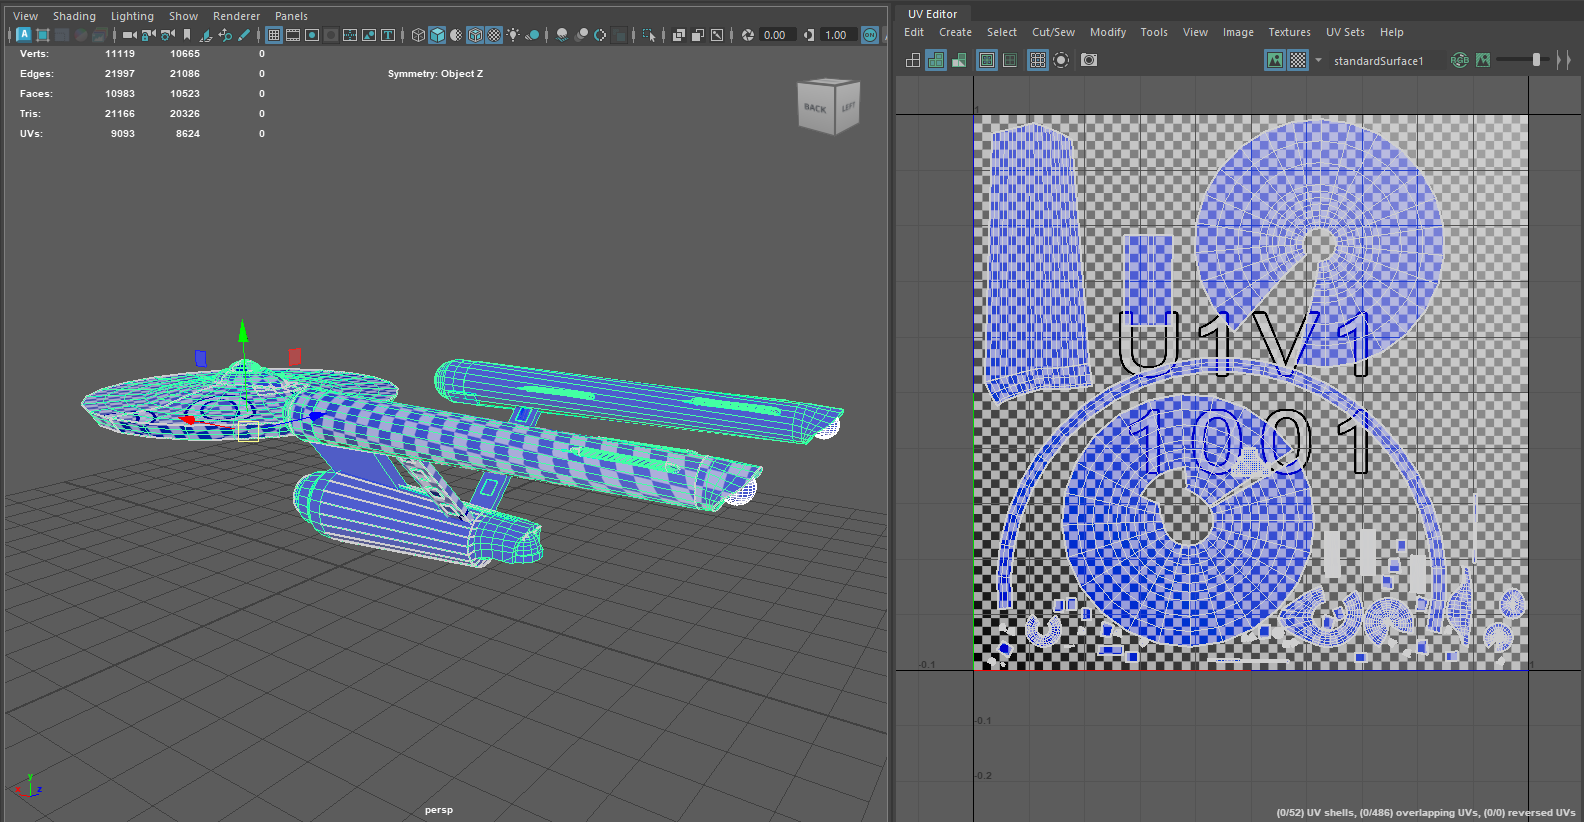 View Shading Lighting Show Renderer Panels
A T 0.00 1.00 ON
Verts: 11119 10665 0
Edges: 21997 21086 0
Faces: 10983 10523 0
Tris: 21166 20326 0
UVs: 9093 8624 0
Symmetry: Object Z
BACK LEFT
y
z
persp
UV Editor
Edit Create Select Cut/Sew Modify Tools View Image Textures UV Sets Help
standardSurface1 RGB
1
U1V1
1001
-0.1 1
-0.1
-0.2
(0/52) UV shells, (0/486) overlapping UVs, (0/0) reversed UVs